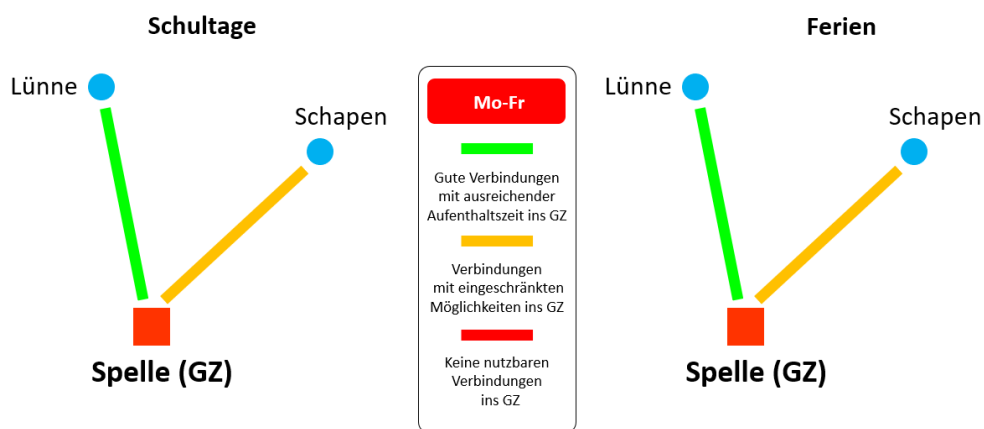 Schultage
Lünne
Schapen
Spelle (GZ)
Mo-Fr
Gute Verbindungen
mit ausreichender
Aufenthaltszeit ins GZ
Verbindungen
mit eingeschränkten
Möglichkeiten ins GZ
Keine nutzbaren
Verbindungen
ins GZ
Ferien
Lünne
Schapen
Spelle (GZ)